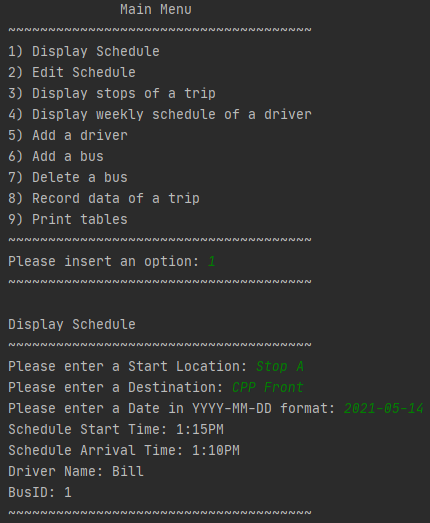 Main Menu
~~~~~~~~~~~~~~~~~~~~~~~~~~~~~~~~~~~~~~
1) Display Schedule
2) Edit Schedule
3) Display stops of a trip
4) Display weekly schedule of a driver
5) Add a driver
6) Add a bus
7) Delete a bus
8) Record data of a trip
9) Print tables
~~~~~~~~~~~~~~~~~~~~~~~~~~~~~~~~~~~~~~
Please insert an option: 1
~~~~~~~~~~~~~~~~~~~~~~~~~~~~~~~~~~~~~~
Display Schedule
~~~~~~~~~~~~~~~~~~~~~~~~~~~~~~~~~~~~~~
Please enter a Start Location: Stop A
Please enter a Destination: CPP Front
Please enter a Date in YYYY-MM-DD format: 2021-05-14
Schedule Start Time: 1:15PM
Schedule Arrival Time: 1:10PM
Driver Name: Bill
BusID: 1
~~~~~~~~~~~~~~~~~~~~~~~~~~~~~~~~~~~~~~